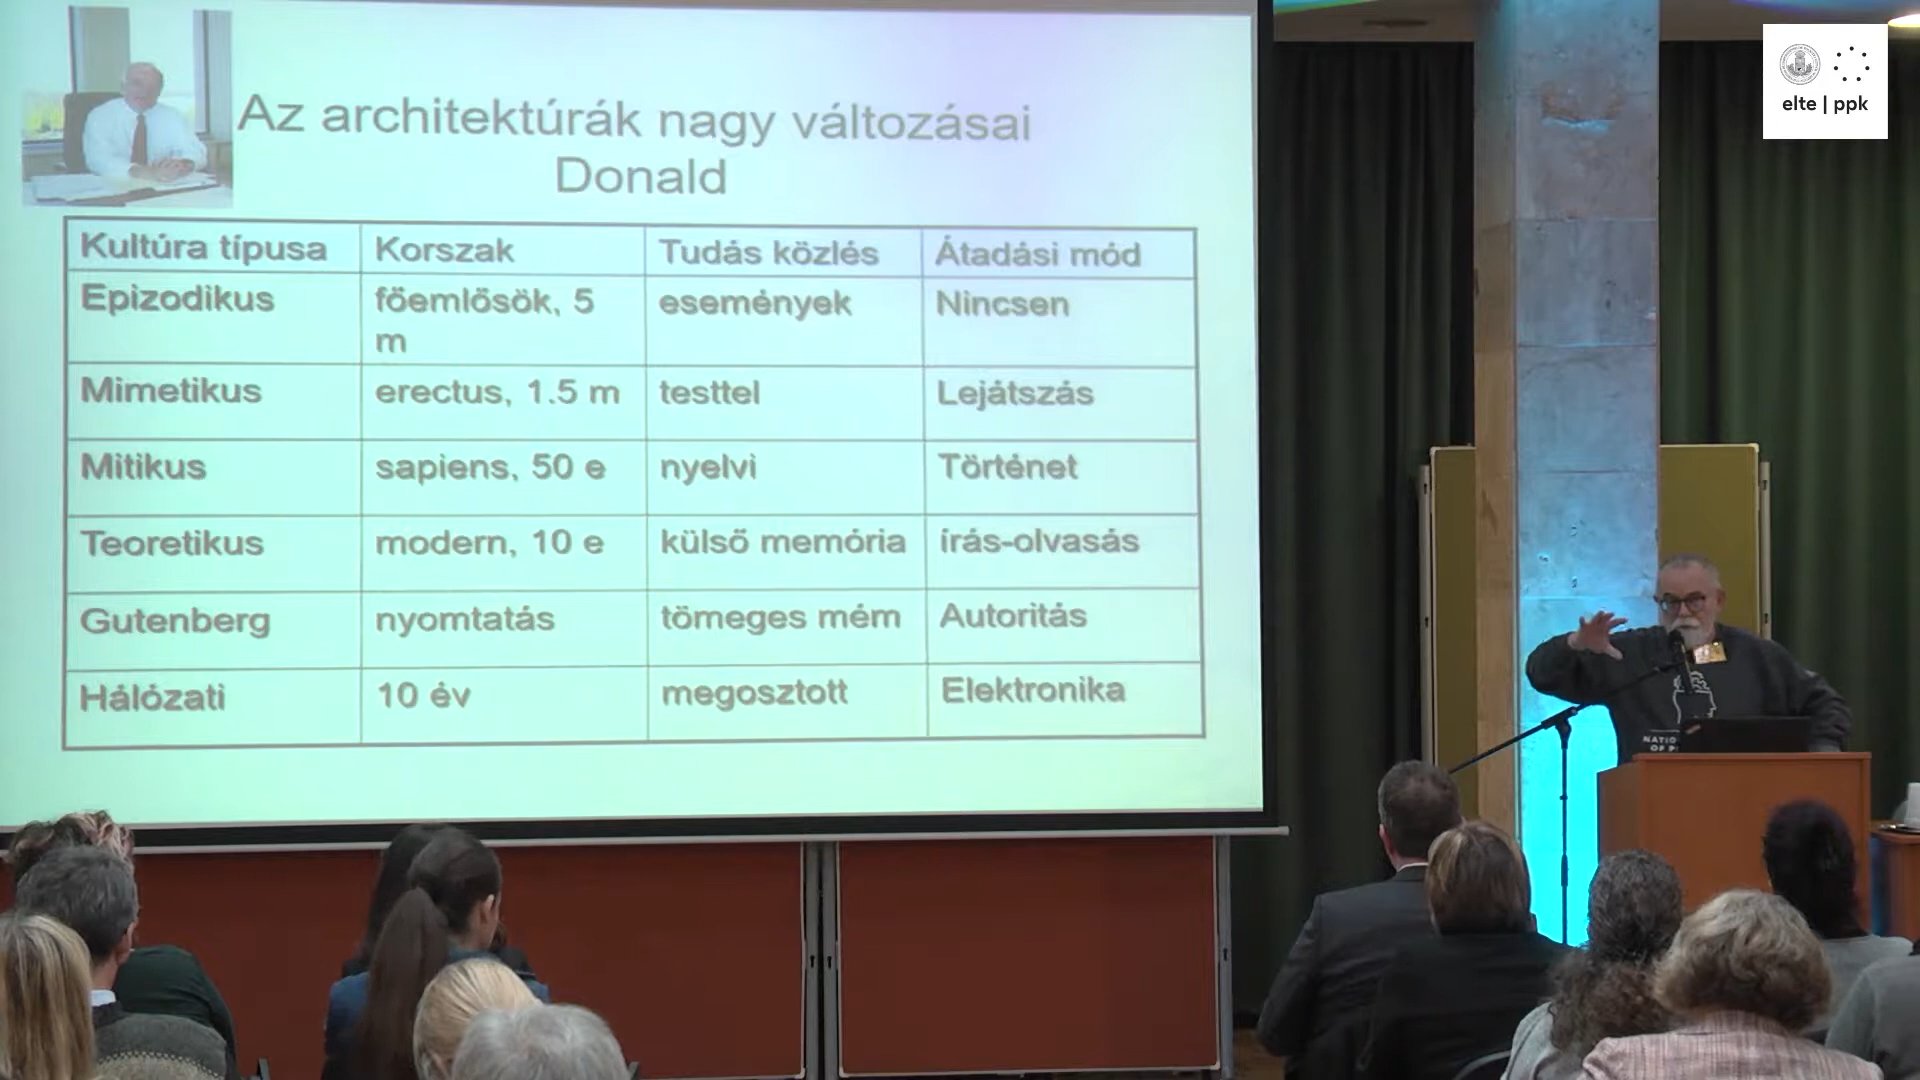 elte | ppk
Az architektúrák nagy változásai
Donald
Kultúra típusa Korszak Tudás közlés Átadási mód
Epizodikus főemlősök, 5 m események Nincsen
Mimetikus erectus, 1.5 m testtel Lejátszás
Mitikus sapiens, 50 e nyelvi Történet
Teoretikus modern, 10 e külső memória írás-olvasás
Gutenberg nyomtatás tömeges mém Autoritás
Hálózati 10 év megosztott Elektronika
NATIO
OF P